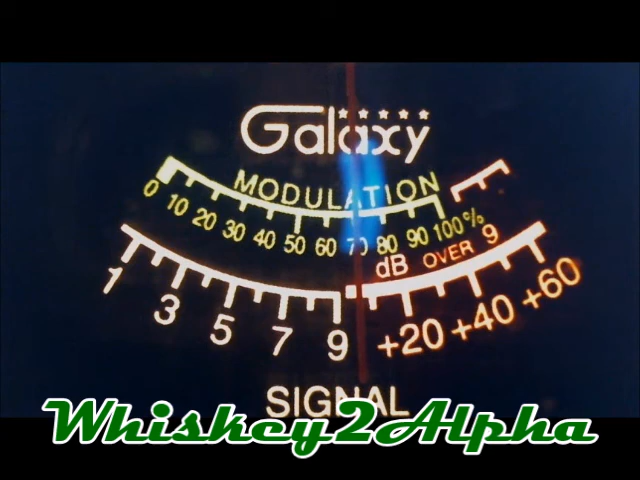 Galaxy
MODULATION
0 10 20 30 40 50 60 70 80 90 100%
dB OVER 9
1 3 5 7 9 +20 +40 +60
SIGNAL
Whiskey2Alpha